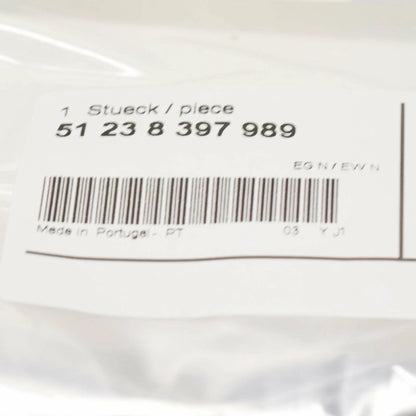 1 Stueck / piece
51 23 8 397 989
EG N / EW N
Made in Portugal - PT 03 Y J1